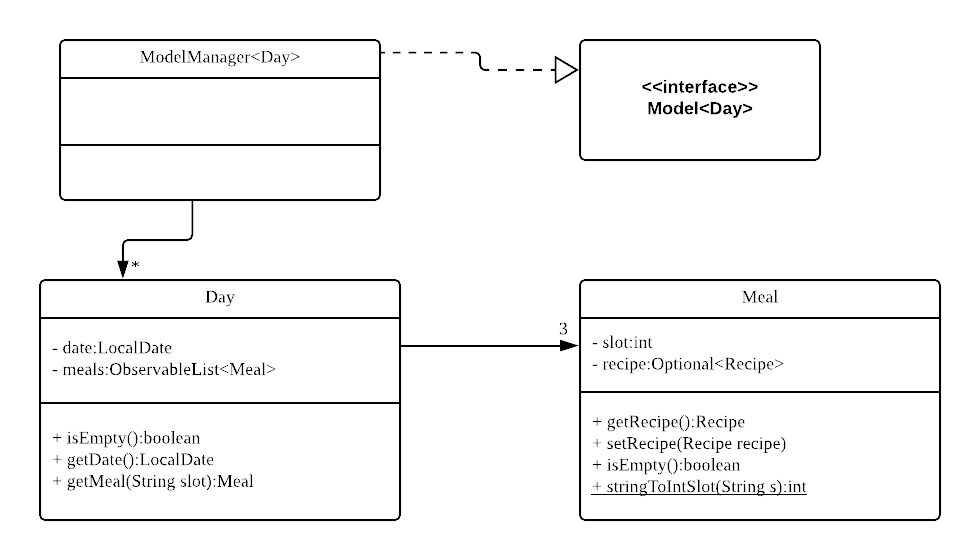 ModelManager<Day>
<<interface>>
Model<Day>
*
Day
- date:LocalDate
- meals:ObservableList<Meal>
+ isEmpty():boolean
+ getDate():LocalDate
+ getMeal(String slot):Meal
3
Meal
- slot:int
- recipe:Optional<Recipe>
+ getRecipe():Recipe
+ setRecipe(Recipe recipe)
+ isEmpty():boolean
+ stringToIntSlot(String s):int